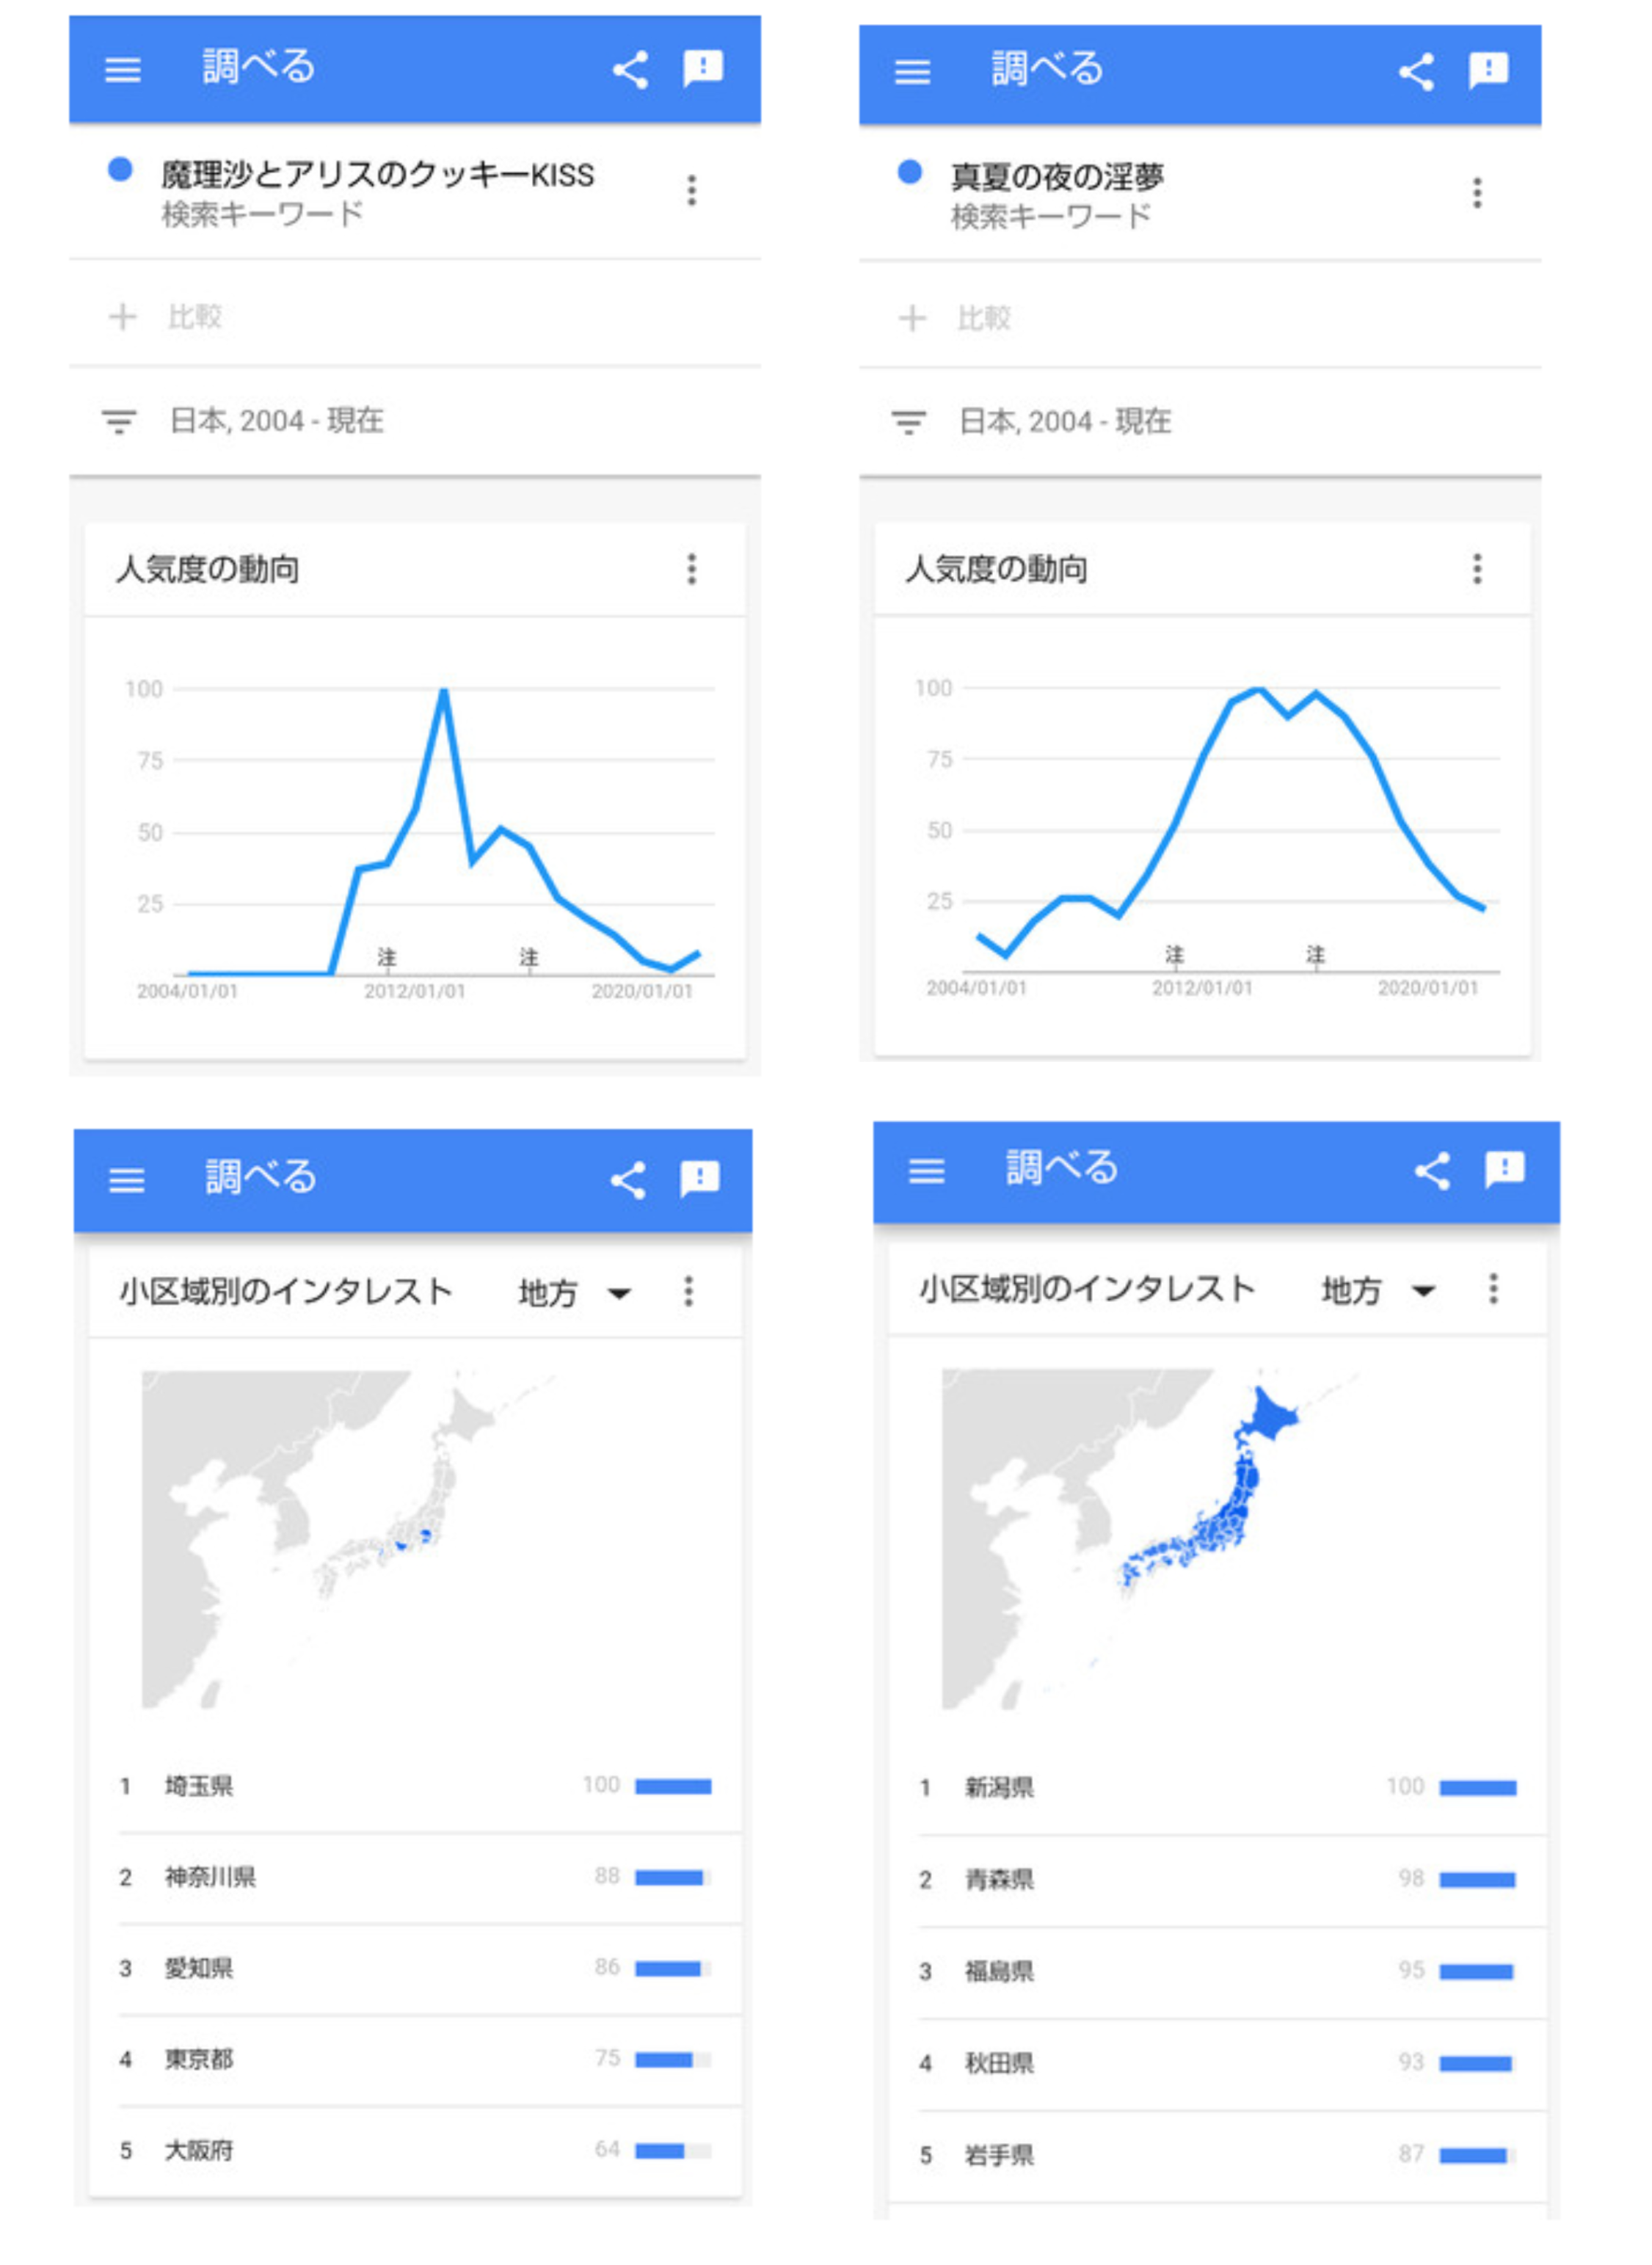 調べる
魔理沙とアリスのクッキーKISS
検索キーワード
比較
日本, 2004 - 現在
人気度の動向
100
75
50
25
注 注
2004/01/01 2012/01/01 2020/01/01
調べる
真夏の夜の淫夢
検索キーワード
比較
日本, 2004 - 現在
人気度の動向
100
75
50
25
注 注
2004/01/01 2012/01/01 2020/01/01
調べる
小区域別のインタレスト 地方
1 埼玉県 100
2 神奈川県 88
3 愛知県 86
4 東京都 75
5 大阪府 64
調べる
小区域別のインタレスト 地方
1 新潟県 100
2 青森県 98
3 福島県 95
4 秋田県 93
5 岩手県 87